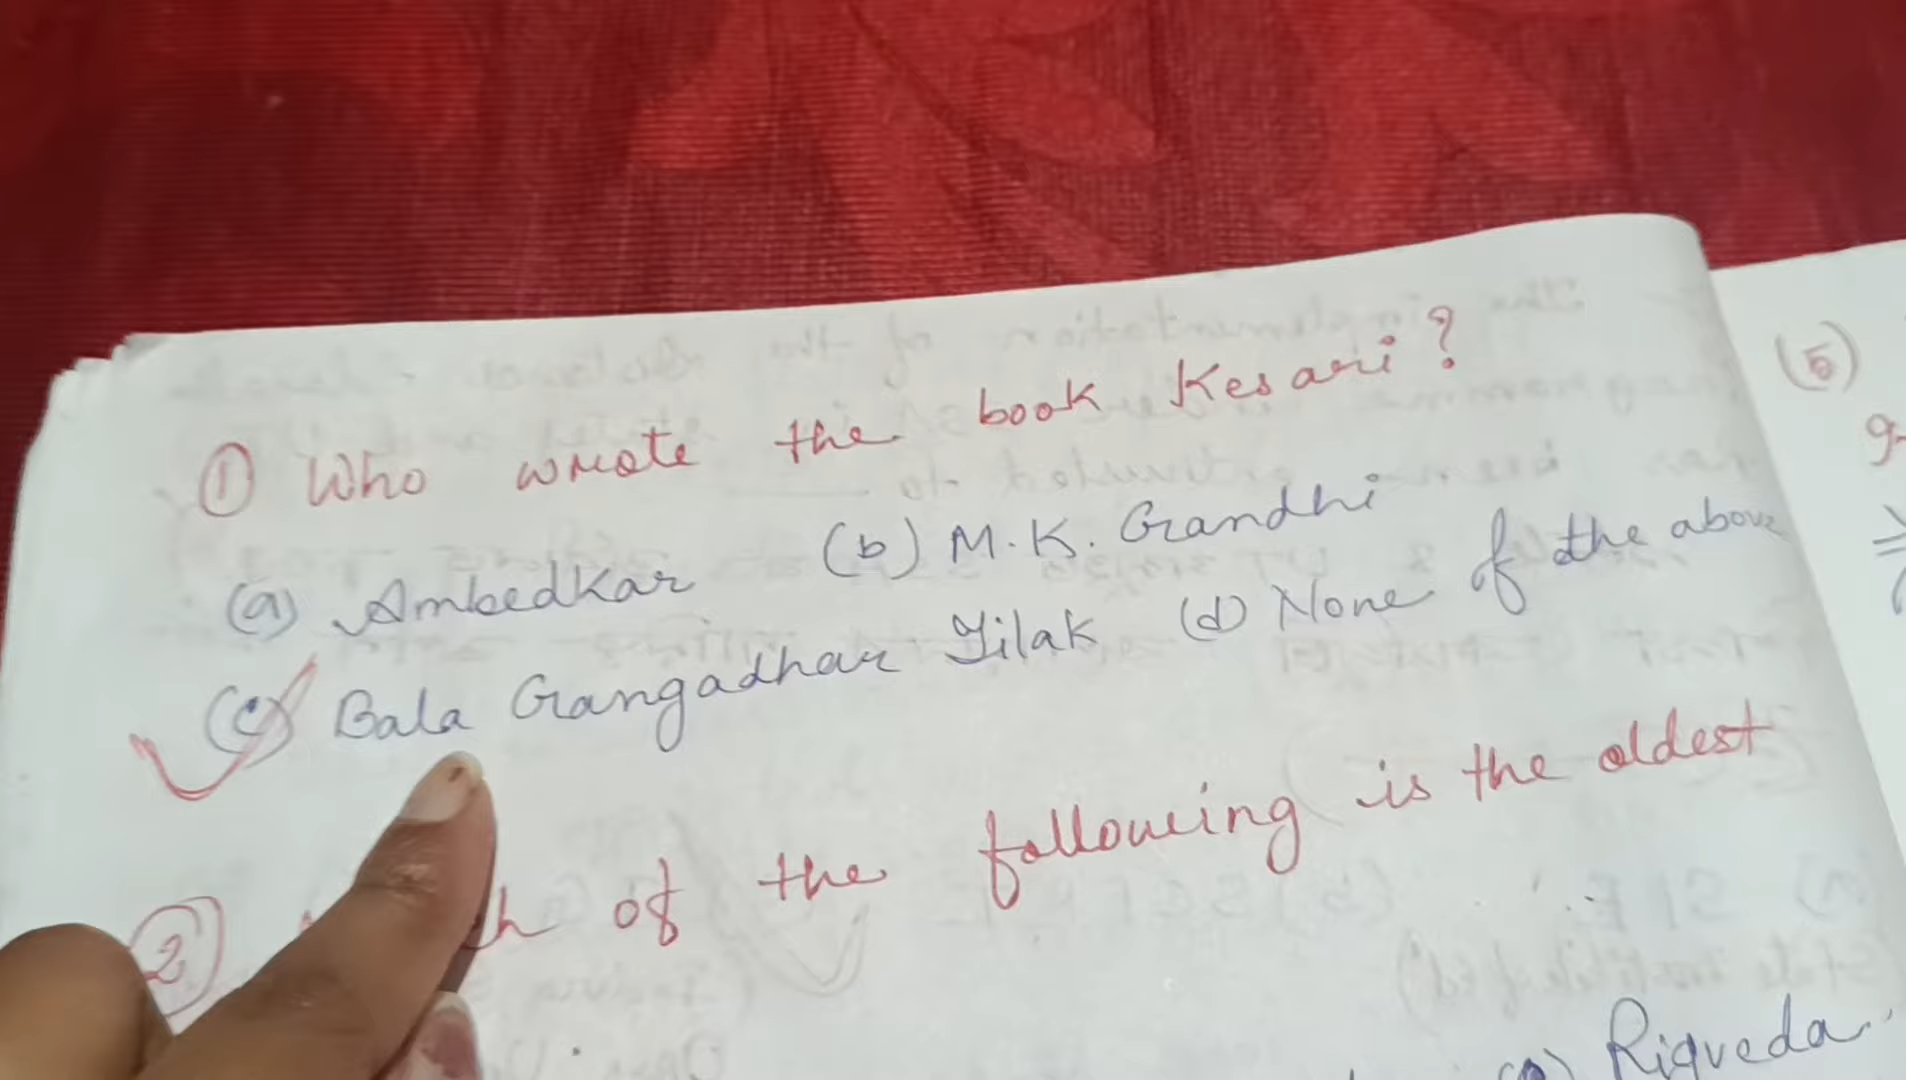 ① Who wrote the book Kesari?
(a) Ambedkar (b) M.K. Gandhi
(c) Bala Gangadhar Tilak (d) None of the above
② of the following is the oldest
Rigveda
(5)